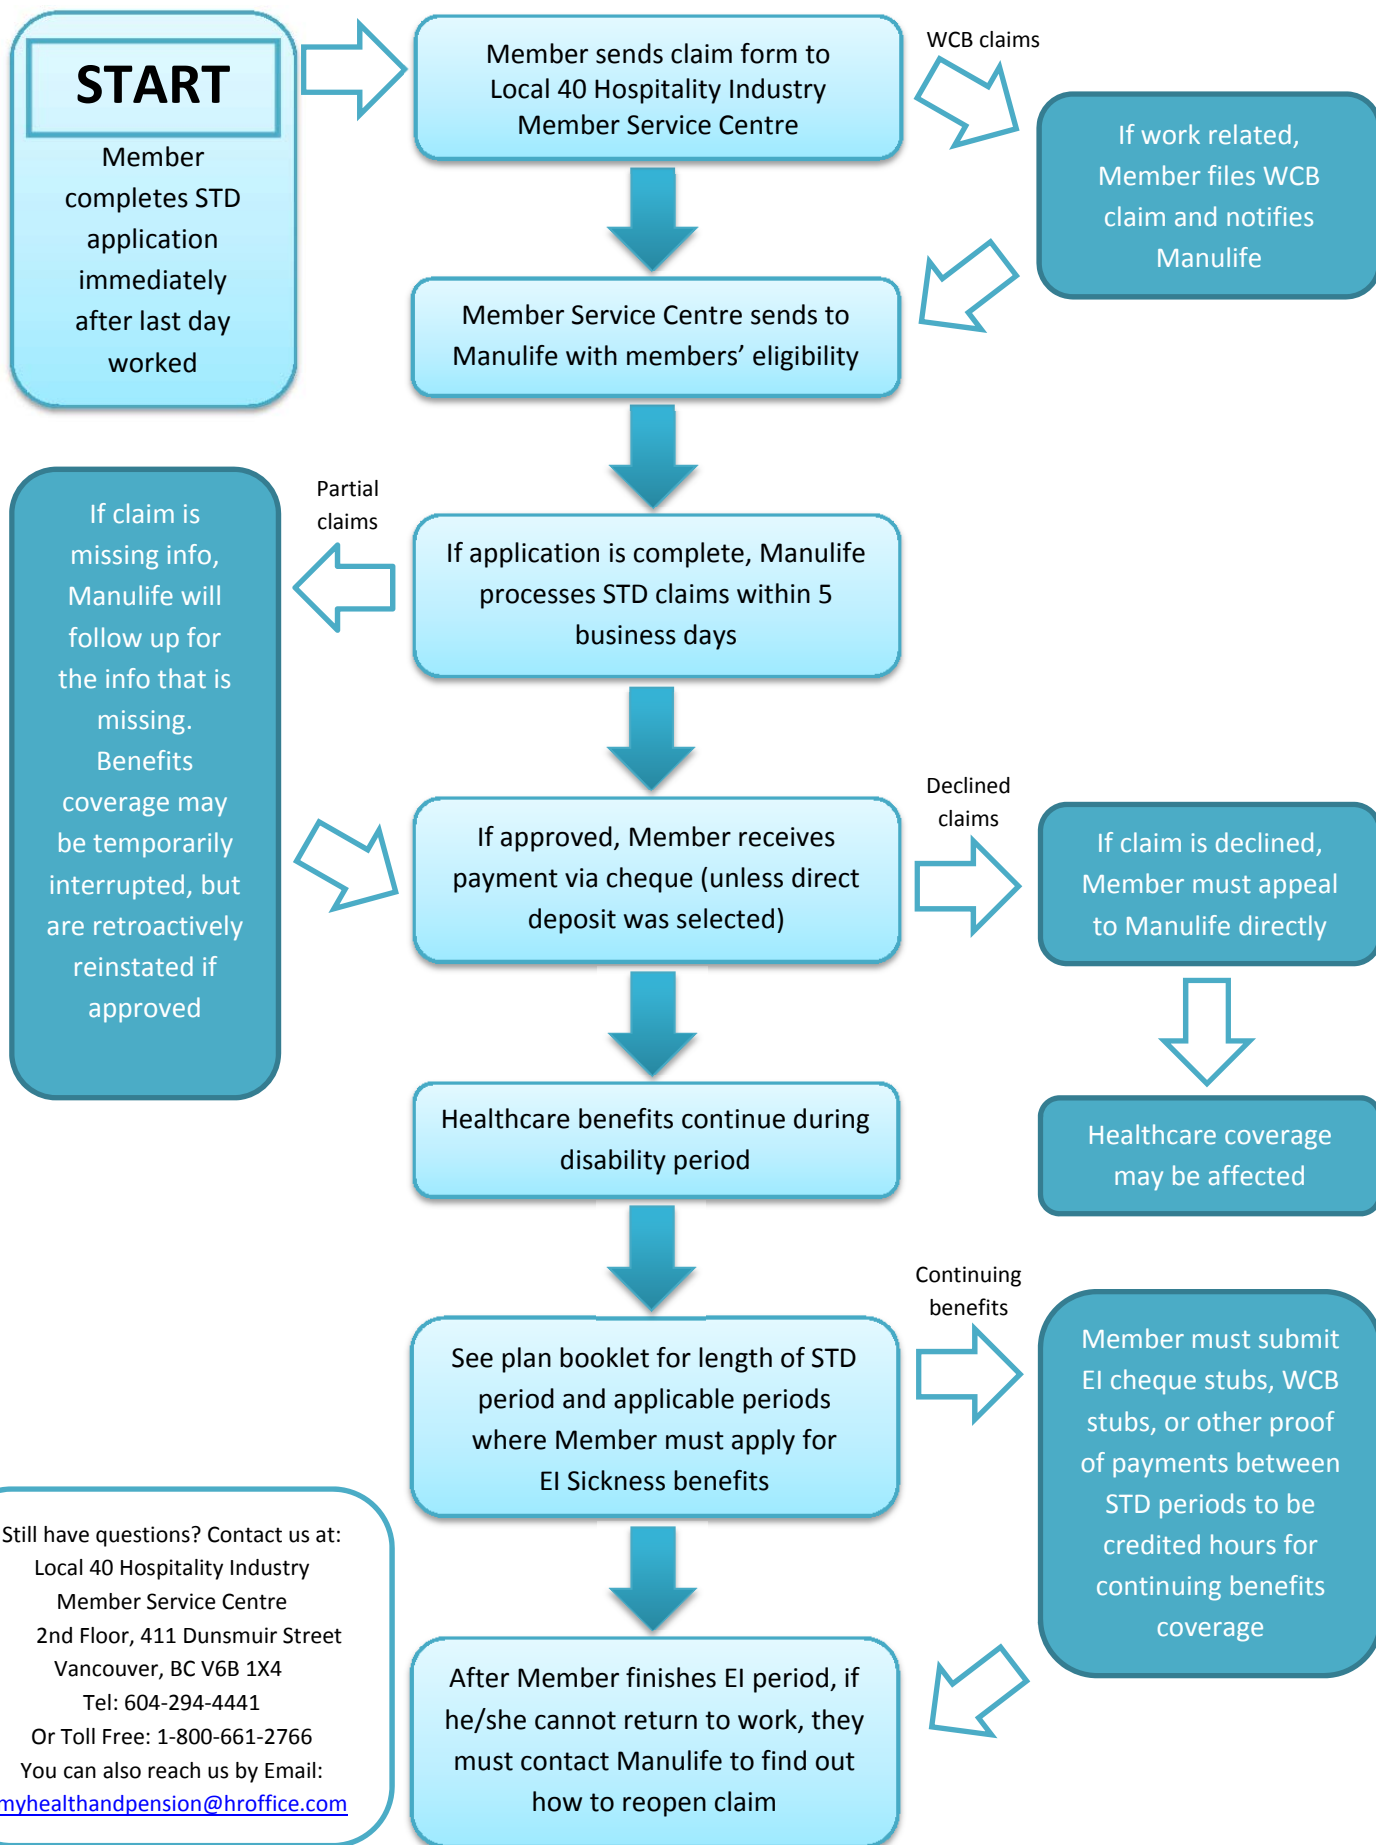 START
Member
completes STD
application
immediately
after last day
worked
Member sends claim form to
Local 40 Hospitality Industry
Member Service Centre
WCB claims
If work related,
Member files WCB
claim and notifies
Manulife
Member Service Centre sends to
Manulife with members’ eligibility
Partial
claims
If claim is
missing info,
Manulife will
follow up for
the info that is
missing.
Benefits
coverage may
be temporarily
interrupted, but
are retroactively
reinstated if
approved
If application is complete, Manulife
processes STD claims within 5
business days
If approved, Member receives
payment via cheque (unless direct
deposit was selected)
Declined
claims
If claim is declined,
Member must appeal
to Manulife directly
Healthcare coverage
may be affected
Healthcare benefits continue during
disability period
See plan booklet for length of STD
period and applicable periods
where Member must apply for
EI Sickness benefits
Continuing
benefits
Member must submit
EI cheque stubs, WCB
stubs, or other proof
of payments between
STD periods to be
credited hours for
continuing benefits
coverage
After Member finishes EI period, if
he/she cannot return to work, they
must contact Manulife to find out
how to reopen claim
Still have questions? Contact us at:
Local 40 Hospitality Industry
Member Service Centre
2nd Floor, 411 Dunsmuir Street
Vancouver, BC V6B 1X4
Tel: 604-294-4441
Or Toll Free: 1-800-661-2766
You can also reach us by Email:
myhealthandpension@hroffice.com